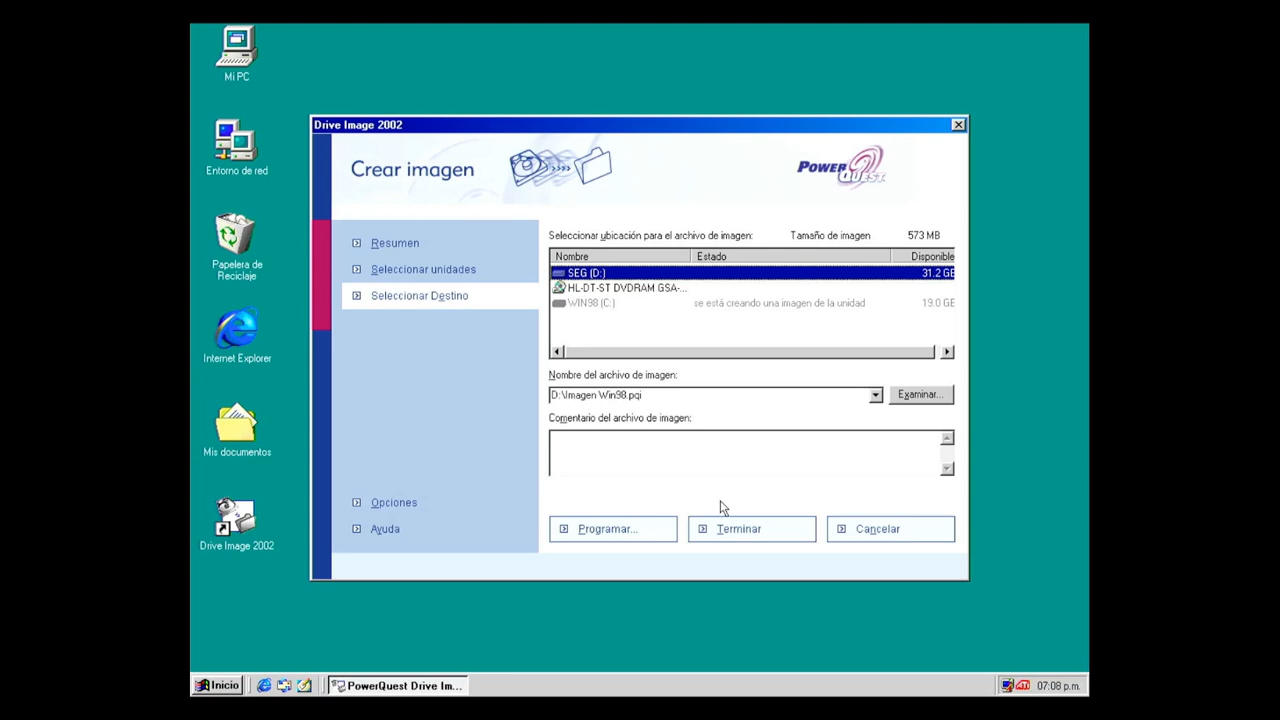 Mi PC
Entorno de red
Papelera de
Reciclaje
Internet Explorer
Mis documentos
Drive Image 2002
Drive Image 2002
Crear imagen
POWERQUEST
Resumen
Seleccionar unidades
Seleccionar Destino
Opciones
Ayuda
Seleccionar ubicación para el archivo de imagen: Tamaño de imagen 573 MB
Nombre Estado Disponible
SEG (D:) 31.2 GE
HL-DT-ST DVDRAM GSA-...
WIN98 (C:) se está creando una imagen de la unidad 19.0 GE
Nombre del archivo de imagen:
D:\Imagen Win98.pqi Examinar...
Comentario del archivo de imagen:
Programar... Terminar Cancelar
Inicio PowerQuest Drive Im... 07:08 p.m.